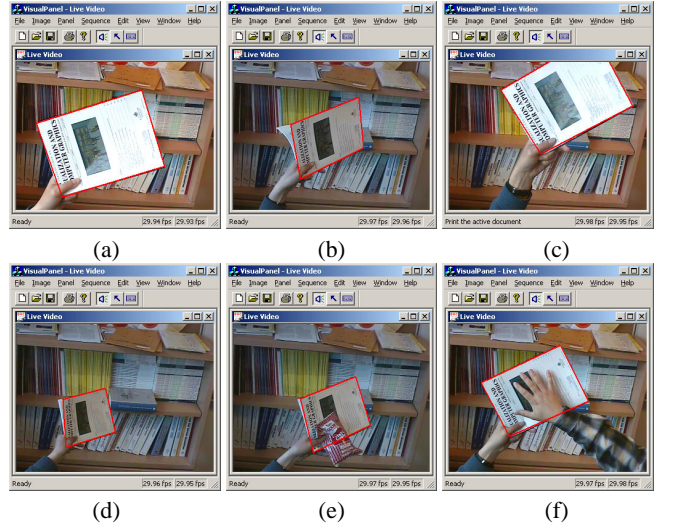 VisualPanel - Live Video
VisualPanel - Live Video
VisualPanel - Live Video
File Image Panel Sequence Edit View Window Help
File Image Panel Sequence Edit View Window Help
File Image Panel Sequence Edit View Window Help
Live Video
Live Video
Live Video
COMPUTER GRAPHICS
COMPUTER GRAPHICS
Ready
29.94 fps
29.93 fps
Ready
29.97 fps
29.96 fps
Print the active document
29.98 fps
29.95 fps
(a)
(b)
(c)
VisualPanel - Live Video
VisualPanel - Live Video
VisualPanel - Live Video
File Image Panel Sequence Edit View Window Help
File Image Panel Sequence Edit View Window Help
File Image Panel Sequence Edit View Window Help
Live Video
Live Video
Live Video
Ready
29.96 fps
29.95 fps
Ready
29.97 fps
29.95 fps
Ready
29.97 fps
29.98 fps
(d)
(e)
(f)